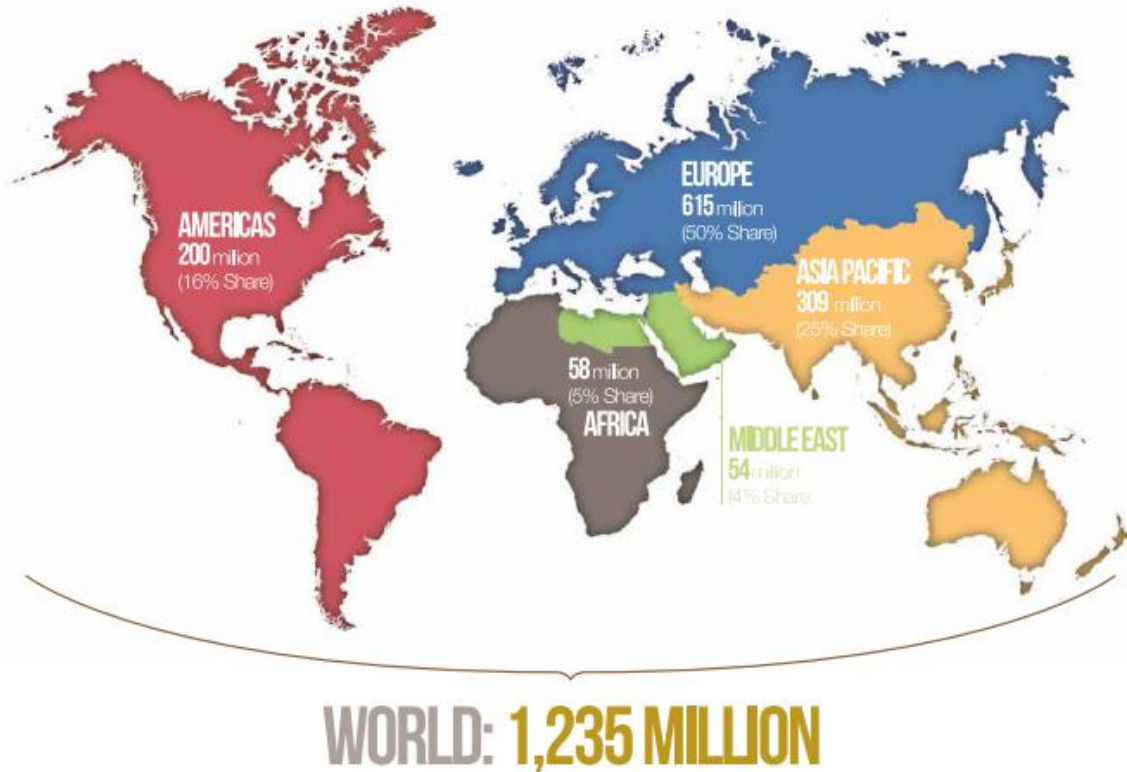 AMERICAS
200 million
(16% Share)
EUROPE
615 million
(50% Share)
ASIA PACIFIC
309 million
(25% Share)
58 million
(5% Share)
AFRICA
MIDDLE EAST
54 million
(4% Share)
WORLD: 1,235 MILLION